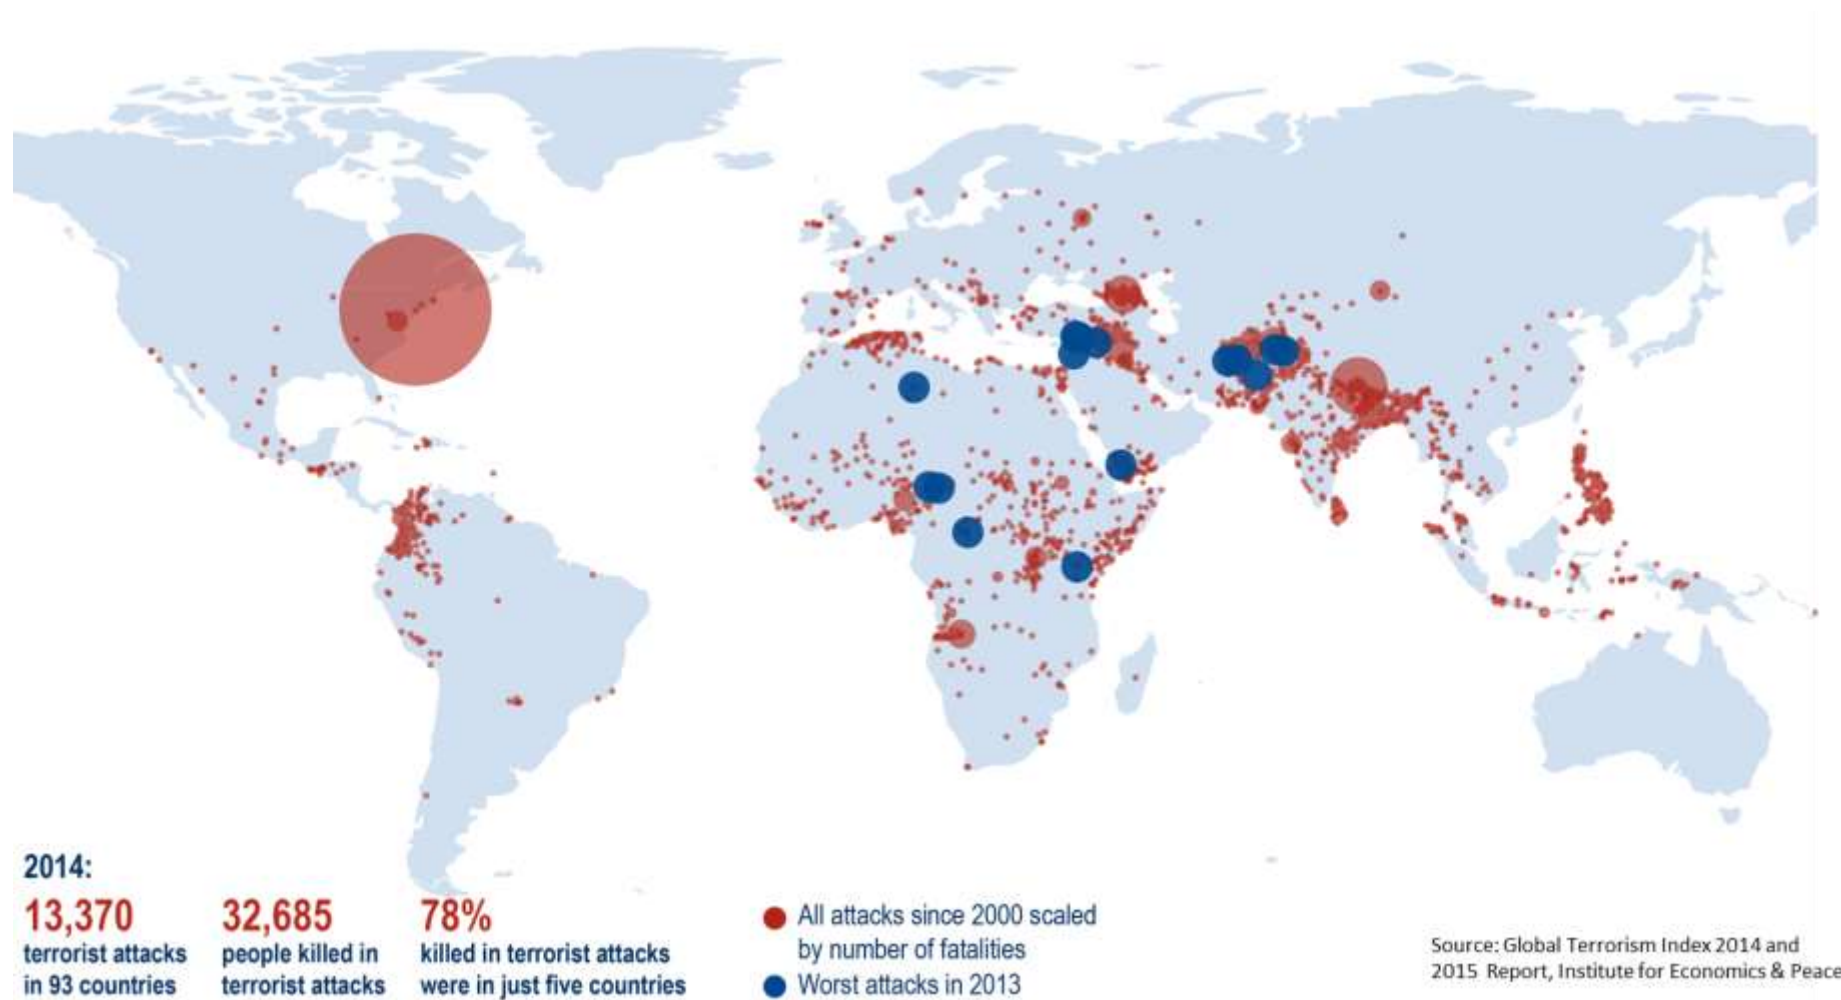 2014:
13,370
terrorist attacks
in 93 countries
32,685
people killed in
terrorist attacks
78%
killed in terrorist attacks
were in just five countries
All attacks since 2000 scaled
by number of fatalities
Worst attacks in 2013
Source: Global Terrorism Index 2014 and
2015 Report, Institute for Economics & Peace